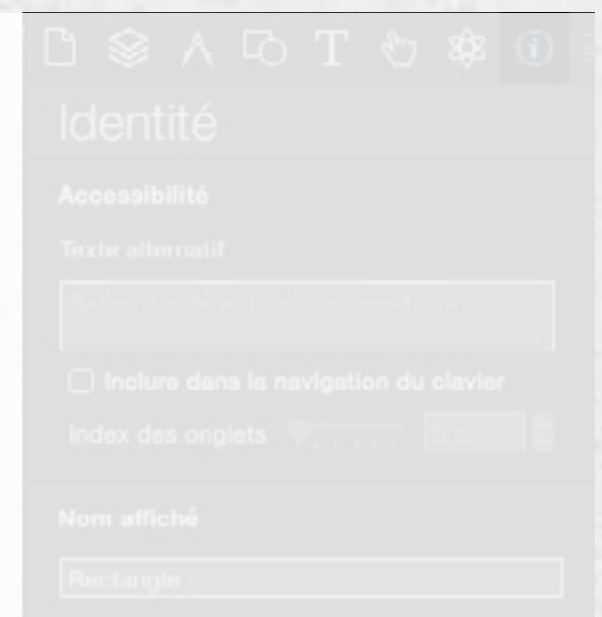 Identité
Accessibilité
Texte alternatif
Inclure dans la navigation du clavier
Index des onglets
Nom affiché
Rectangle